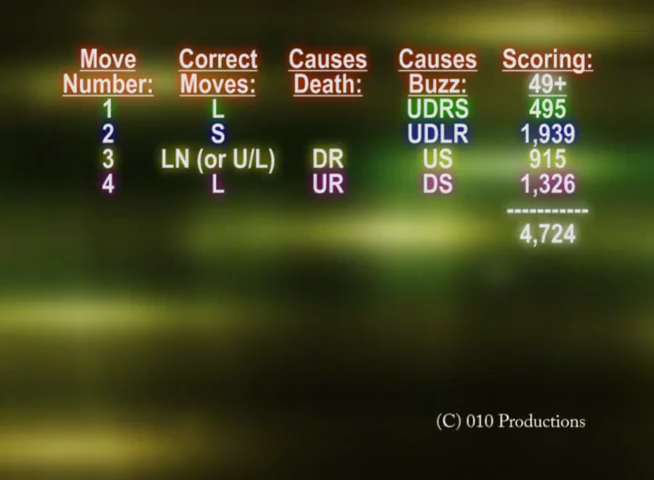 Move Correct Causes Causes Scoring:
Number: Moves: Death: Buzz: 49+
1 L UDRS 495
2 S UDLR 1,939
3 LN (or U/L) DR US 915
4 L UR DS 1,326
-----------
4,724
(C) 010 Productions